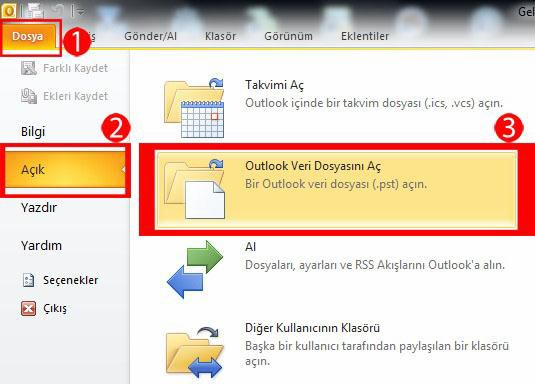 Gel
Dosya
1
iş
Gönder/Al
Klasör
Görünüm
Eklentiler
Farklı Kaydet
Ekleri Kaydet
Bilgi
2
Açık
Yazdır
Yardım
Seçenekler
Çıkış
Takvimi Aç
Outlook içinde bir takvim dosyası (.ics, .vcs) açın.
3
Outlook Veri Dosyasını Aç
Bir Outlook veri dosyası (.pst) açın.
Al
Dosyaları, ayarları ve RSS Akışlarını Outlook'a alın.
Diğer Kullanıcının Klasörü
Başka bir kullanıcı tarafından paylaşılan bir klasörü
açın.